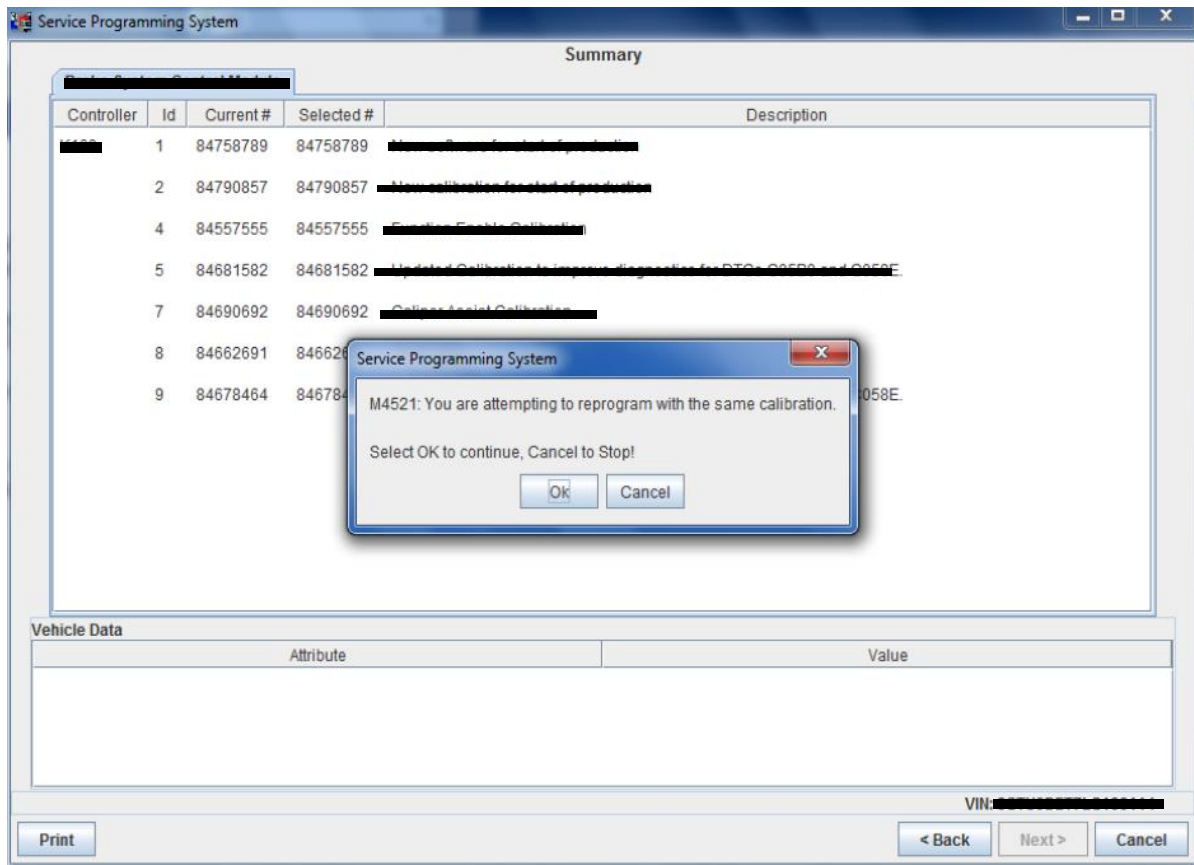 Service Programming System
Summary
Controller Id Current # Selected # Description
1 84758789 84758789
2 84790857 84790857
4 84557555 84557555
5 84681582 84681582
7 84690692 84690692
8 84662691
9 84678464 058E.
Service Programming System
M4521: You are attempting to reprogram with the same calibration.
Select OK to continue, Cancel to Stop!
Ok Cancel
Vehicle Data
Attribute Value
VIN:
Print < Back Next > Cancel